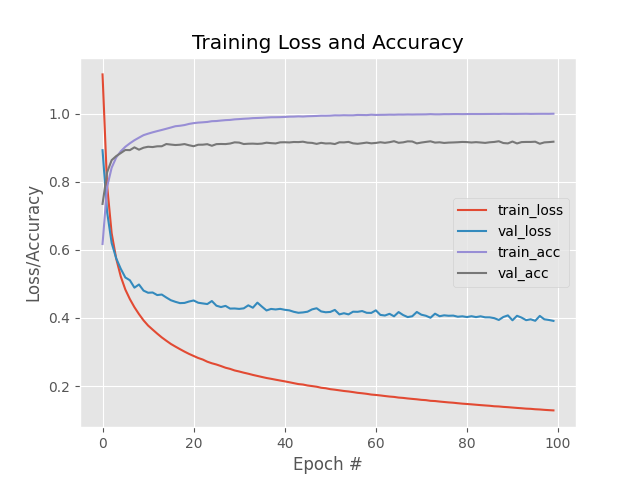 Training Loss and Accuracy
Loss/Accuracy
1.0
0.8
0.6
0.4
0.2
train_loss
val_loss
train_acc
val_acc
0 20 40 60 80 100
Epoch #